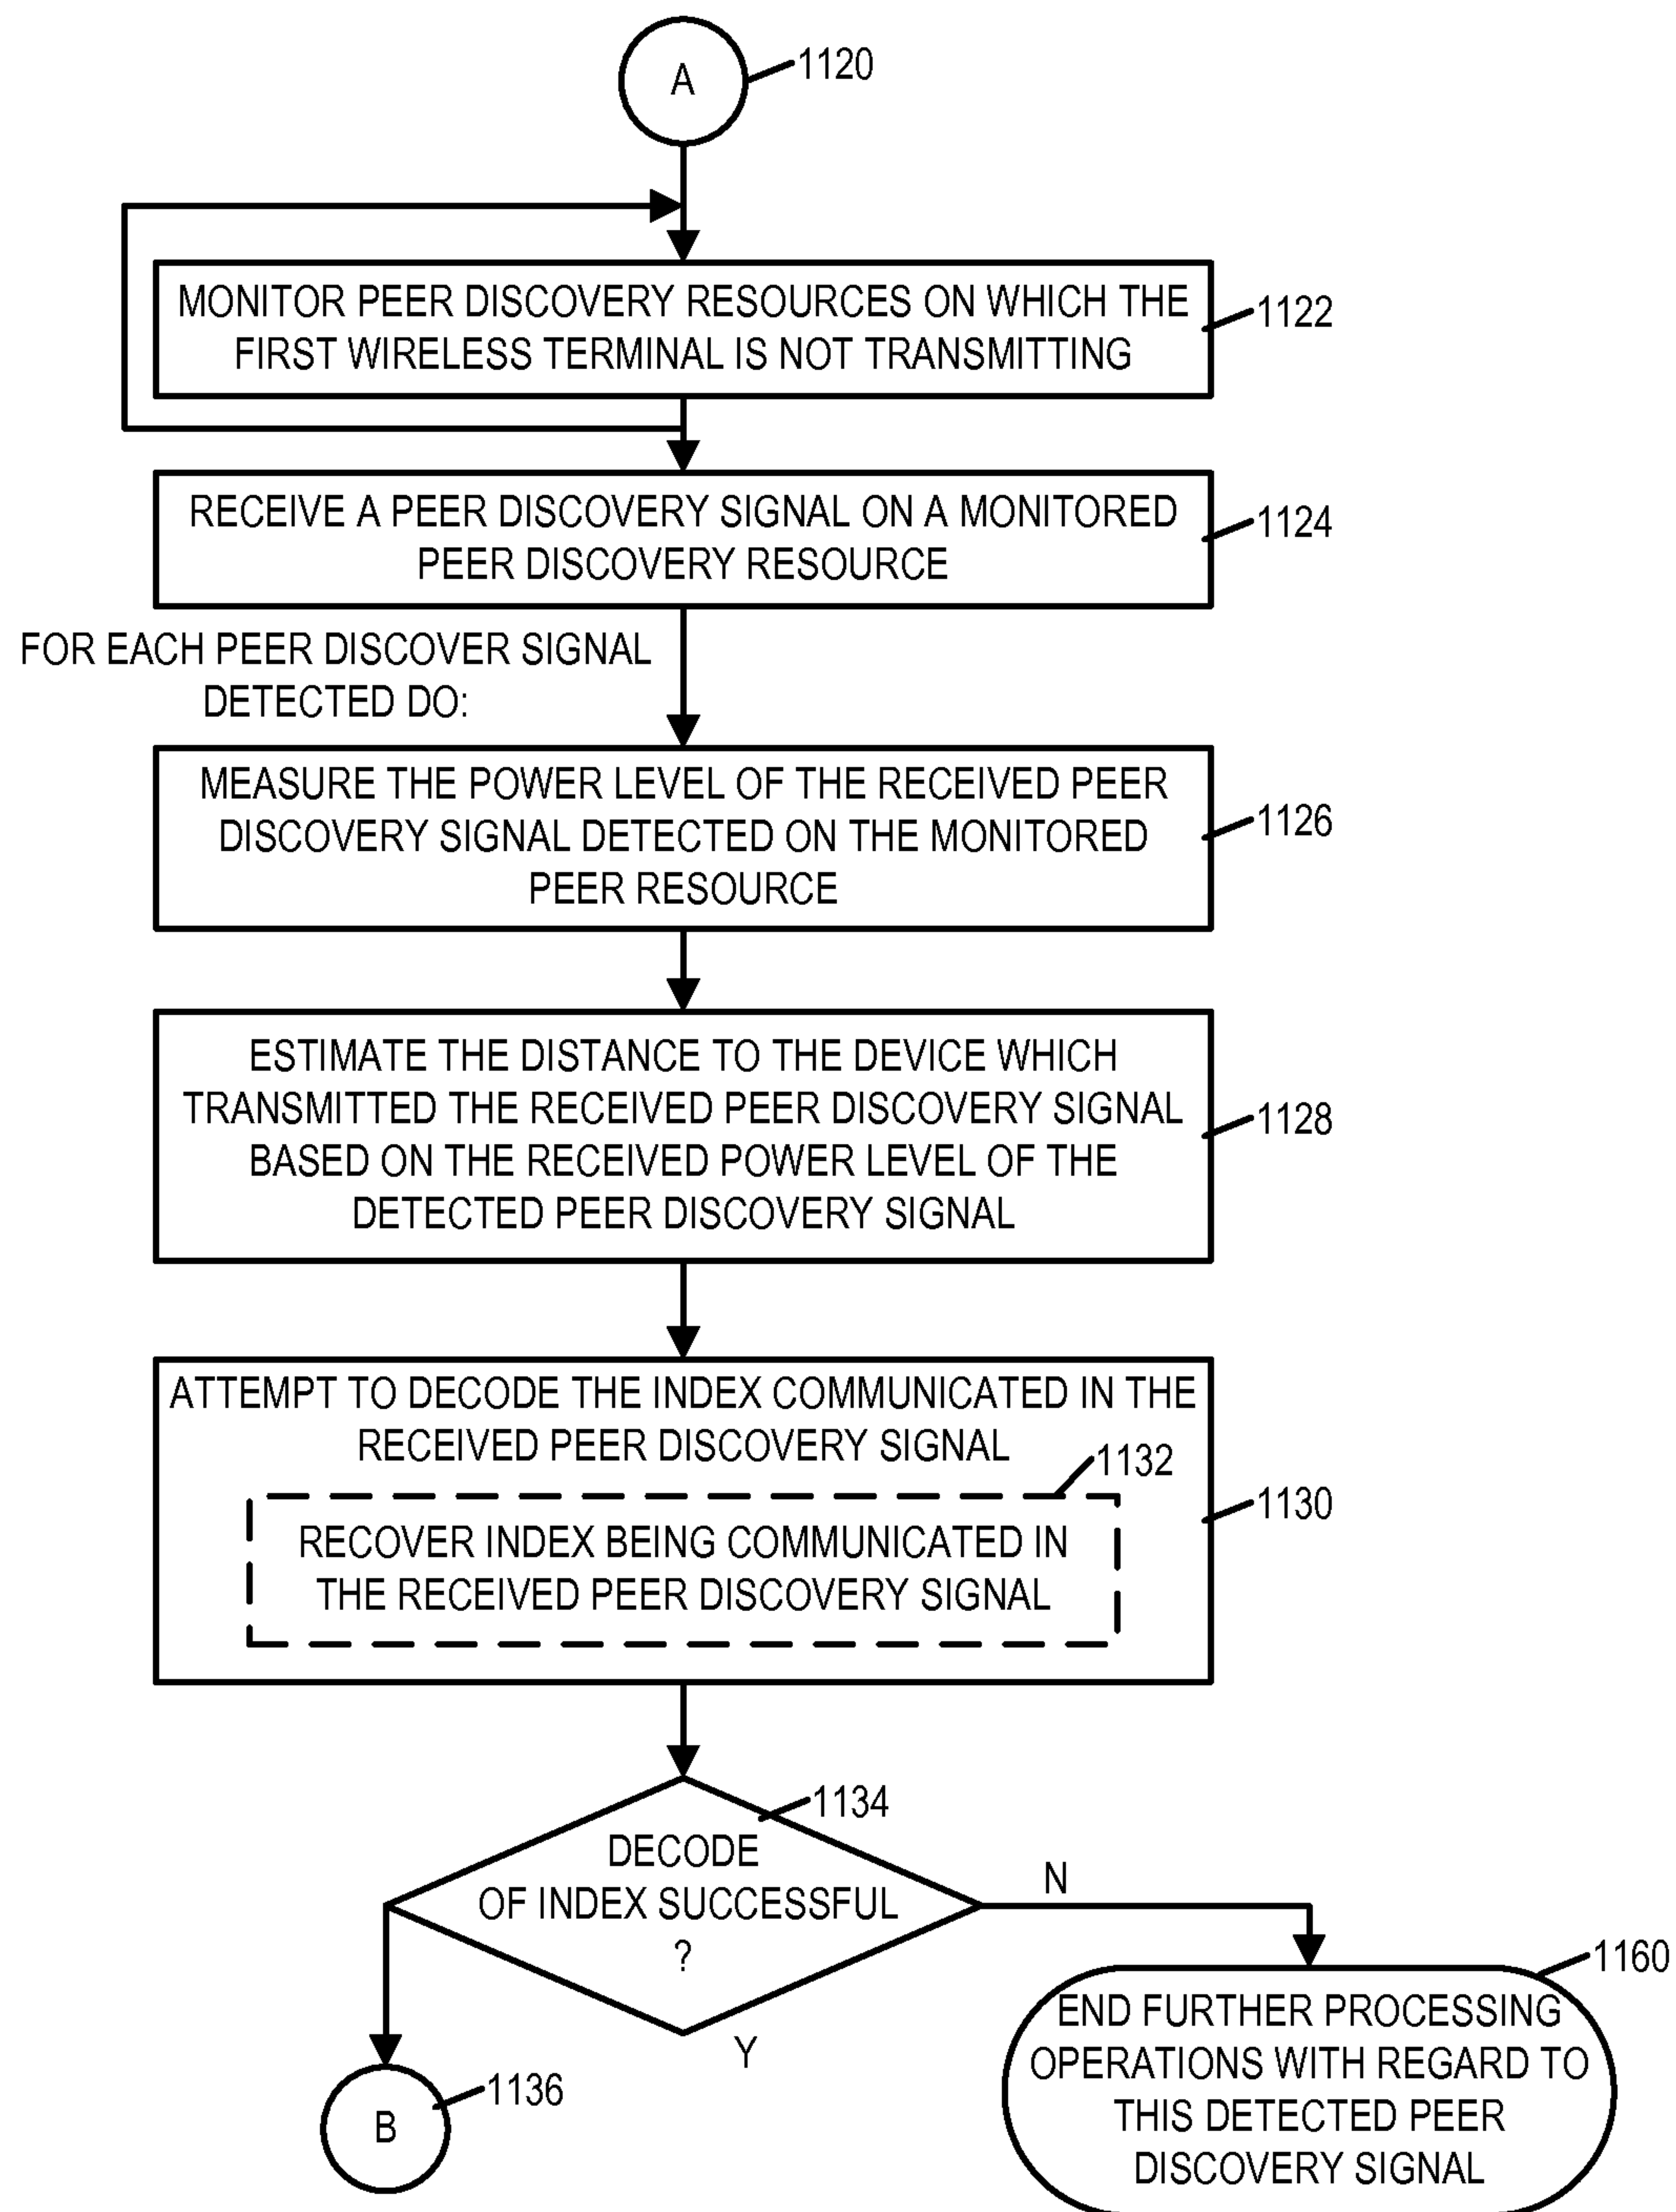 A
1120
MONITOR PEER DISCOVERY RESOURCES ON WHICH THE
FIRST WIRELESS TERMINAL IS NOT TRANSMITTING
1122
RECEIVE A PEER DISCOVERY SIGNAL ON A MONITORED
PEER DISCOVERY RESOURCE
1124
FOR EACH PEER DISCOVER SIGNAL
DETECTED DO:
MEASURE THE POWER LEVEL OF THE RECEIVED PEER
DISCOVERY SIGNAL DETECTED ON THE MONITORED
PEER RESOURCE
1126
ESTIMATE THE DISTANCE TO THE DEVICE WHICH
TRANSMITTED THE RECEIVED PEER DISCOVERY SIGNAL
BASED ON THE RECEIVED POWER LEVEL OF THE
DETECTED PEER DISCOVERY SIGNAL
1128
ATTEMPT TO DECODE THE INDEX COMMUNICATED IN THE
RECEIVED PEER DISCOVERY SIGNAL
1132
RECOVER INDEX BEING COMMUNICATED IN
THE RECEIVED PEER DISCOVERY SIGNAL
1130
1134
DECODE
OF INDEX SUCCESSFUL
?
N
Y
1136
B
1160
END FURTHER PROCESSING
OPERATIONS WITH REGARD TO
THIS DETECTED PEER
DISCOVERY SIGNAL